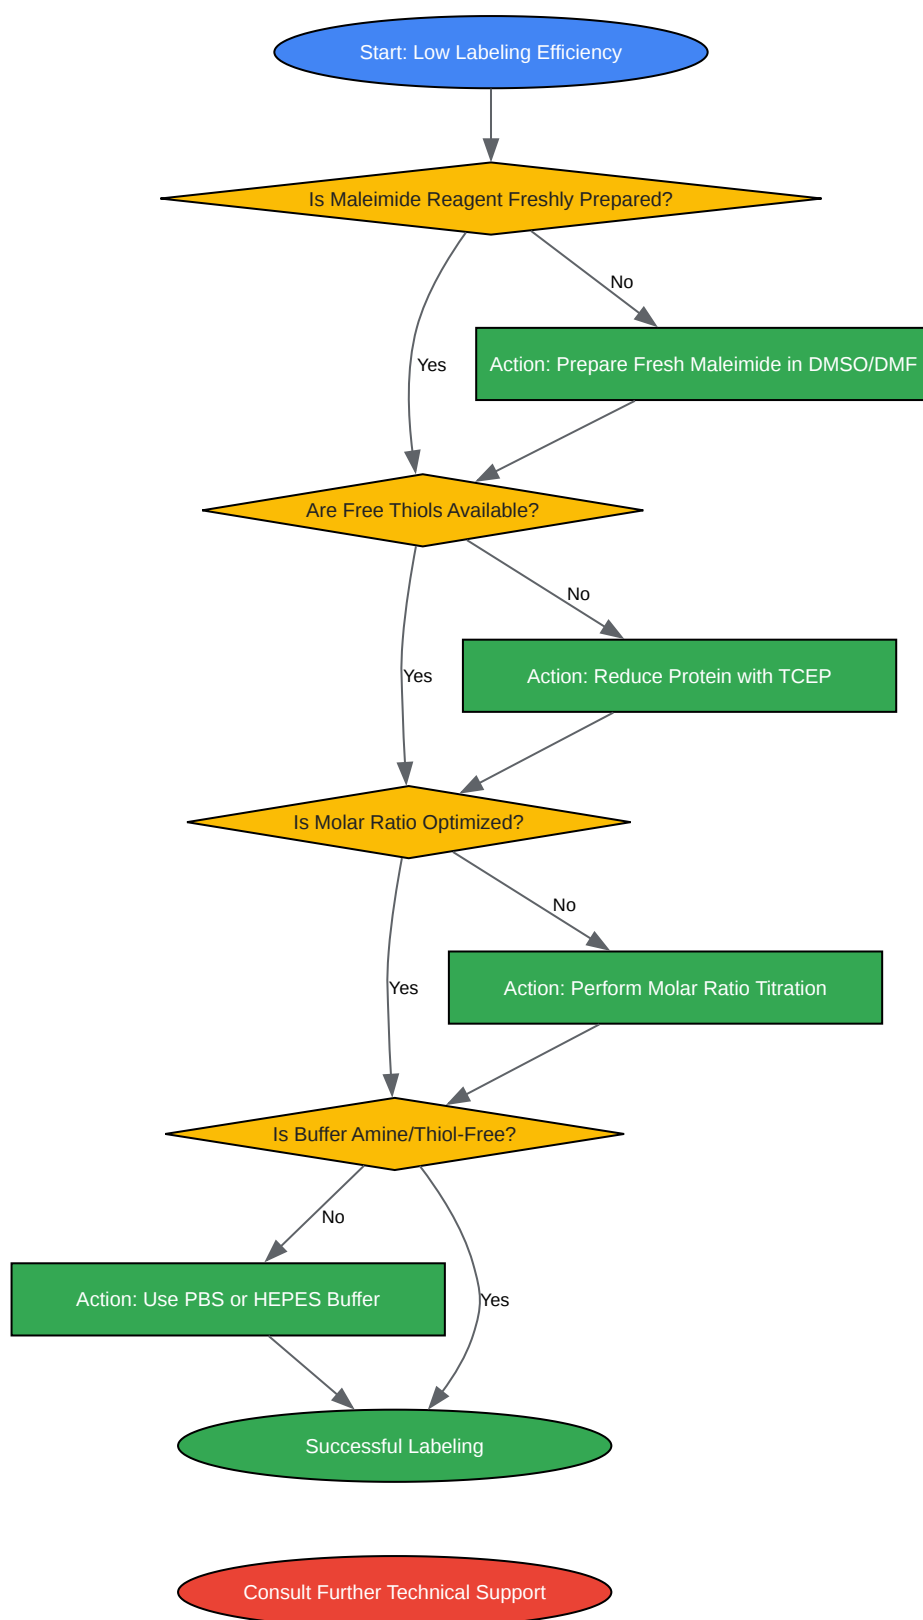 Start: Low Labeling Efficiency
Is Maleimide Reagent Freshly Prepared?
No
Yes
Action: Prepare Fresh Maleimide in DMSO/DMF
Are Free Thiols Available?
No
Yes
Action: Reduce Protein with TCEP
Is Molar Ratio Optimized?
No
Yes
Action: Perform Molar Ratio Titration
Is Buffer Amine/Thiol-Free?
No
Action: Use PBS or HEPES Buffer
Yes
Successful Labeling
Consult Further Technical Support